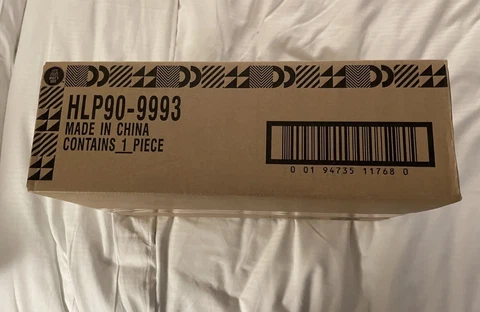 HLP90-9993
MADE IN CHINA
CONTAINS 1 PIECE
0 01 94735 11768 0